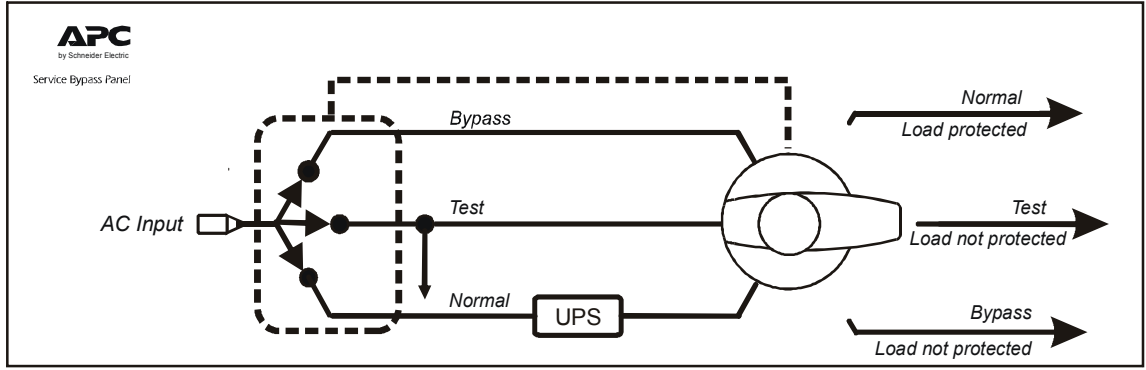 APC
by Schneider Electric
Service Bypass Panel
Bypass
Normal
Load protected
AC Input
Test
Test
Load not protected
Normal
UPS
Bypass
Load not protected